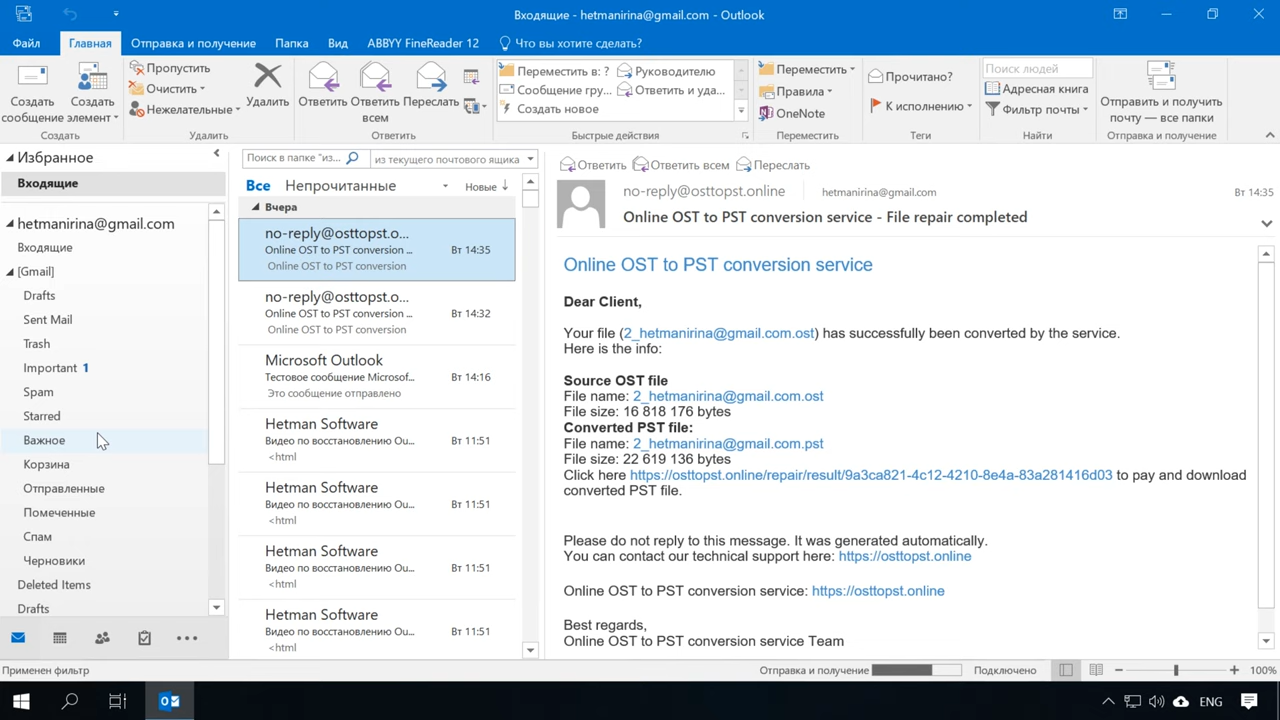 Входящие - hetmanirina@gmail.com - Outlook
Файл Главная Отправка и получение Папка Вид ABBYY FineReader 12 Что вы хотите сделать?
Создать сообщение
Создать элемент
Создать
Пропустить
Очистить
Нежелательные
Удалить
Удалить
Ответить
Ответить всем
Переслать
Ответить
Переместить в: ?
Сообщение гру...
Создать новое
Руководителю
Ответить и уда...
Быстрые действия
Переместить
Правила
OneNote
Переместить
Прочитано?
К исполнению
Теги
Поиск людей
Адресная книга
Фильтр почты
Найти
Отправить и получить
почту — все папки
Отправка и получение
Избранное
Входящие
hetmanirina@gmail.com
Входящие
[Gmail]
Drafts
Sent Mail
Trash
Important 1
Spam
Starred
Важное
Корзина
Отправленные
Помеченные
Спам
Черновики
Deleted Items
Drafts
Поиск в папке "из... из текущего почтового ящика
Все Непрочитанные Новые ↓
Вчера
no-reply@osttopst.o...
Online OST to PST conversion ... Вт 14:35
Online OST to PST conversion
no-reply@osttopst.o...
Online OST to PST conversion ... Вт 14:32
Online OST to PST conversion
Microsoft Outlook
Тестовое сообщение Microsof... Вт 14:16
Это сообщение отправлено
Hetman Software
Видео по восстановлению Ou... Вт 11:51
<html
Hetman Software
Видео по восстановлению Ou... Вт 11:51
<html
Hetman Software
Видео по восстановлению Ou... Вт 11:51
<html
Hetman Software
Видео по восстановлению Ou... Вт 11:51
<html
Ответить Ответить всем Переслать
no-reply@osttopst.online hetmanirina@gmail.com Вт 14:35
Online OST to PST conversion service - File repair completed
Online OST to PST conversion service
Dear Client,
Your file (2_hetmanirina@gmail.com.ost) has successfully been converted by the service.
Here is the info:
Source OST file
File name: 2_hetmanirina@gmail.com.ost
File size: 16 818 176 bytes
Converted PST file:
File name: 2_hetmanirina@gmail.com.pst
File size: 22 619 136 bytes
Click here https://osttopst.online/repair/result/9a3ca821-4c12-4210-8e4a-83a281416d03 to pay and download
converted PST file.
Please do not reply to this message. It was generated automatically.
You can contact our technical support here: https://osttopst.online
Online OST to PST conversion service: https://osttopst.online
Best regards,
Online OST to PST conversion service Team
Применен фильтр Отправка и получение Подключено 100%
ENG